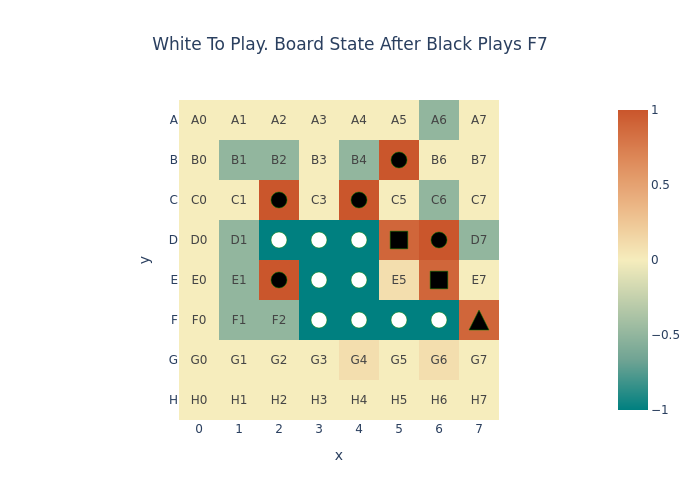 White To Play. Board State After Black Plays F7
A A0 A1 A2 A3 A4 A5 A6 A7
B B0 B1 B2 B3 B4 B6 B7
C C0 C1 C3 C5 C6 C7
D D0 D1 D7
E E0 E1 E5 E7
F F0 F1 F2
G G0 G1 G2 G3 G4 G5 G6 G7
H H0 H1 H2 H3 H4 H5 H6 H7
0 1 2 3 4 5 6 7
x
y
1
0.5
0
−0.5
−1